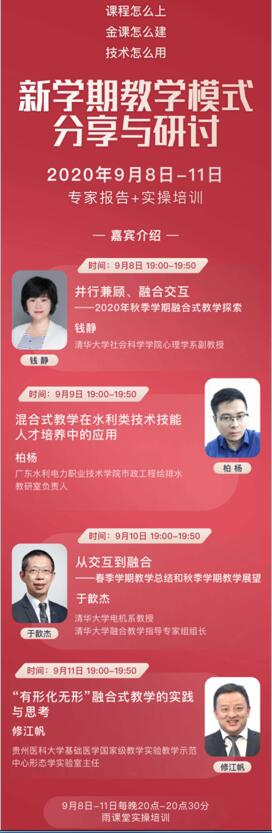 课程怎么上
金课怎么建
技术怎么用
新学期教学模式
分享与研讨
2020年9月8日-11日
专家报告+实操培训
— 嘉宾介绍 —
时间：9月8日 19:00-19:50
并行兼顾、融合交互
——2020年秋季学期融合式教学探索
钱静
清华大学社会科学学院心理学系副教授
钱 静
时间：9月9日 19:00-19:50
混合式教学在水利类技术技能
人才培养中的应用
柏杨
广东水利电力职业技术学院市政工程给排水
教研室负责人
柏 杨
时间：9月10日 19:00-19:50
从交互到融合
——春季学期教学总结和秋季学期教学展望
于歆杰
清华大学电机系教授
清华大学融合教学指导专家组组长
于歆杰
时间：9月11日 19:00-19:50
“有形化无形”融合式教学的实践
与思考
修江帆
贵州医科大学基础医学国家级教学实验教学示范
中心形态学实验室主任
修江帆
9月8日-11日每晚20点-20点30分
雨课堂实操培训